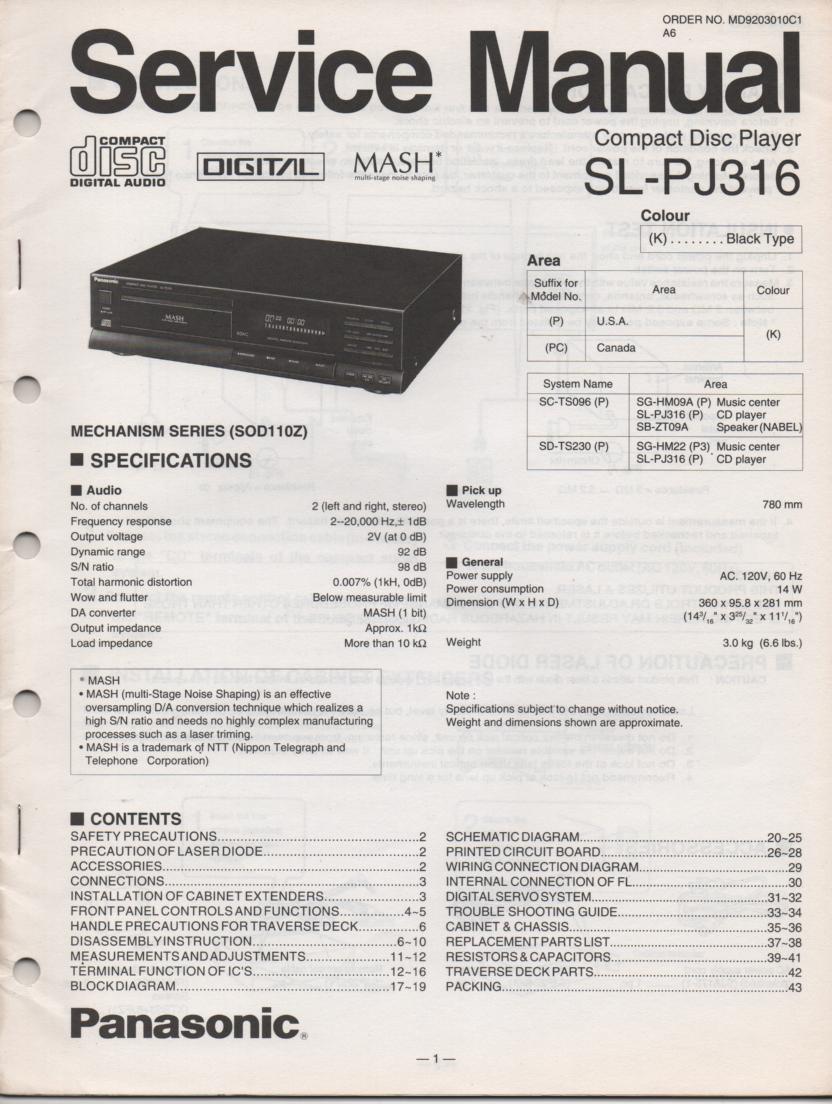 ORDER NO. MD9203010C1
A6
Service Manual
COMPACT
disc
DIGITAL AUDIO
DIGITAL
MASH*
multi-stage noise shaping
Compact Disc Player
SL-PJ316
Colour
(K) ........ Black Type
Area
Suffix for Model No. Area Colour
(P) U.S.A. (K)
(PC) Canada
System Name Area
SC-TS096 (P) SG-HM09A (P) Music center
SL-PJ316 (P) CD player
SB-ZT09A Speaker (NABEL)
SD-TS230 (P) SG-HM22 (P3) Music center
SL-PJ316 (P) CD player
Panasonic
MASH
MECHANISM SERIES (SOD110Z)
■ SPECIFICATIONS
■ Audio
No. of channels 2 (left and right, stereo)
Frequency response 2--20,000 Hz,± 1dB
Output voltage 2V (at 0 dB)
Dynamic range 92 dB
S/N ratio 98 dB
Total harmonic distortion 0.007% (1kH, 0dB)
Wow and flutter Below measurable limit
DA converter MASH (1 bit)
Output impedance Approx. 1kΩ
Load impedance More than 10 kΩ
■ Pick up
Wavelength 780 mm
■ General
Power supply AC. 120V, 60 Hz
Power consumption 14 W
Dimension (W x H x D) 360 x 95.8 x 281 mm
(14 3/16" x 3 25/32" x 11 1/16")
Weight 3.0 kg (6.6 lbs.)
Note :
Specifications subject to change without notice.
Weight and dimensions shown are approximate.
* MASH
• MASH (multi-Stage Noise Shaping) is an effective
oversampling D/A conversion technique which realizes a
high S/N ratio and needs no highly complex manufacturing
processes such as a laser triming.
• MASH is a trademark of NTT (Nippon Telegraph and
Telephone Corporation)
■ CONTENTS
SAFETY PRECAUTIONS........2
PRECAUTION OF LASER DIODE........2
ACCESSORIES........2
CONNECTIONS........3
INSTALLATION OF CABINET EXTENDERS........3
FRONT PANEL CONTROLS AND FUNCTIONS........4~5
HANDLE PRECAUTIONS FOR TRAVERSE DECK........6
DISASSEMBLY INSTRUCTION........6~10
MEASUREMENTS AND ADJUSTMENTS........11~12
TERMINAL FUNCTION OF IC'S........12~16
BLOCK DIAGRAM........17~19
SCHEMATIC DIAGRAM........20~25
PRINTED CIRCUIT BOARD........26~28
WIRING CONNECTION DIAGRAM........29
INTERNAL CONNECTION OF FL........30
DIGITAL SERVO SYSTEM........31~32
TROUBLE SHOOTING GUIDE........33~34
CABINET & CHASSIS........35~36
REPLACEMENT PARTS LIST........37~38
RESISTORS & CAPACITORS........39~41
TRAVERSE DECK PARTS........42
PACKING........43
Panasonic®
— 1 —